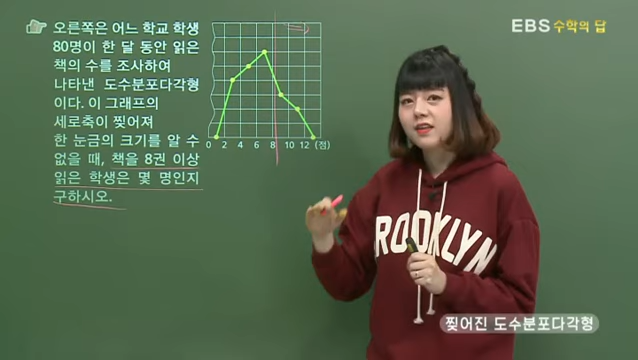 오른쪽은 어느 학교 학생
80명이 한 달 동안 읽은
책의 수를 조사하여
나타낸 도수분포다각형
이다. 이 그래프의
세로축이 찢어져
한 눈금의 크기를 알 수
없을 때, 책을 8권 이상
읽은 학생은 몇 명인지
구하시오.
0 2 4 6 8 10 12 (점)
EBS 수학의 답
BROOKLYN
찢어진 도수분포다각형